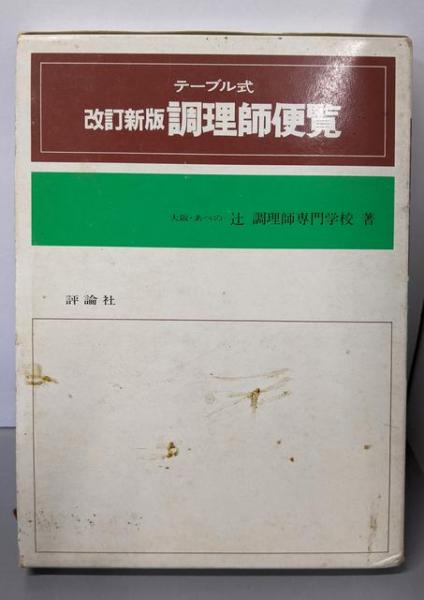 テーブル式
改訂新版 調理師便覧
大阪・あべの 辻 調理師専門学校 著
評論社